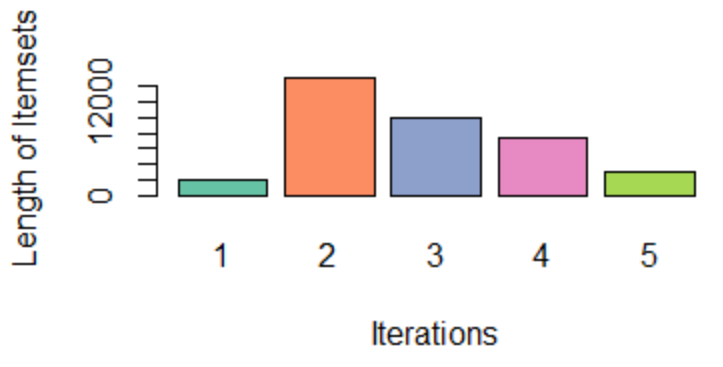 Length of Itemsets
12000
0
1 2 3 4 5
Iterations